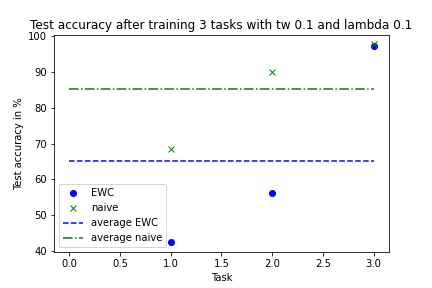 Test accuracy after training 3 tasks with tw 0.1 and lambda 0.1
100
90
80
70
60
50
40
Test accuracy in %
EWC
naive
average EWC
average naive
0.0 0.5 1.0 1.5 2.0 2.5 3.0
Task